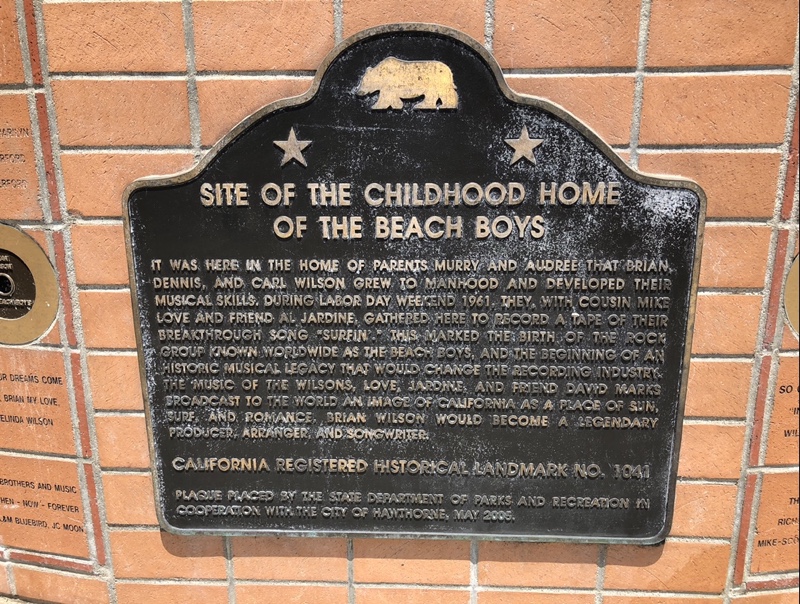 SITE OF THE CHILDHOOD HOME
OF THE BEACH BOYS
IT WAS HERE IN THE HOME OF PARENTS MURRY AND AUDREE THAT BRIAN,
DENNIS, AND CARL WILSON GREW TO MANHOOD AND DEVELOPED THEIR
MUSICAL SKILLS. DURING LABOR DAY WEEKEND 1961, THEY, WITH COUSIN MIKE
LOVE AND FRIEND AL JARDINE, GATHERED HERE TO RECORD A TAPE OF THEIR
BREAKTHROUGH SONG "SURFIN'." THIS MARKED THE BIRTH OF THE ROCK
GROUP KNOWN WORLDWIDE AS THE BEACH BOYS, AND THE BEGINNING OF AN
HISTORIC MUSICAL LEGACY THAT WOULD CHANGE THE RECORDING INDUSTRY.
THE MUSIC OF THE WILSONS, LOVE, JARDINE, AND FRIEND DAVID MARKS
BROADCAST TO THE WORLD AN IMAGE OF CALIFORNIA AS A PLACE OF SUN,
SURF, AND ROMANCE. BRIAN WILSON WOULD BECOME A LEGENDARY
PRODUCER, ARRANGER, AND SONGWRITER.
CALIFORNIA REGISTERED HISTORICAL LANDMARK NO. 1041
PLAQUE PLACED BY THE STATE DEPARTMENT OF PARKS AND RECREATION IN
COOPERATION WITH THE CITY OF HAWTHORNE, MAY 2005.
DREAMS COME
BRIAN MY LOVE,
WILSON
BROTHERS AND MUSIC
- NOW - FOREVER
BLUEBIRD, JC MOON
BEACH BOYS
SO